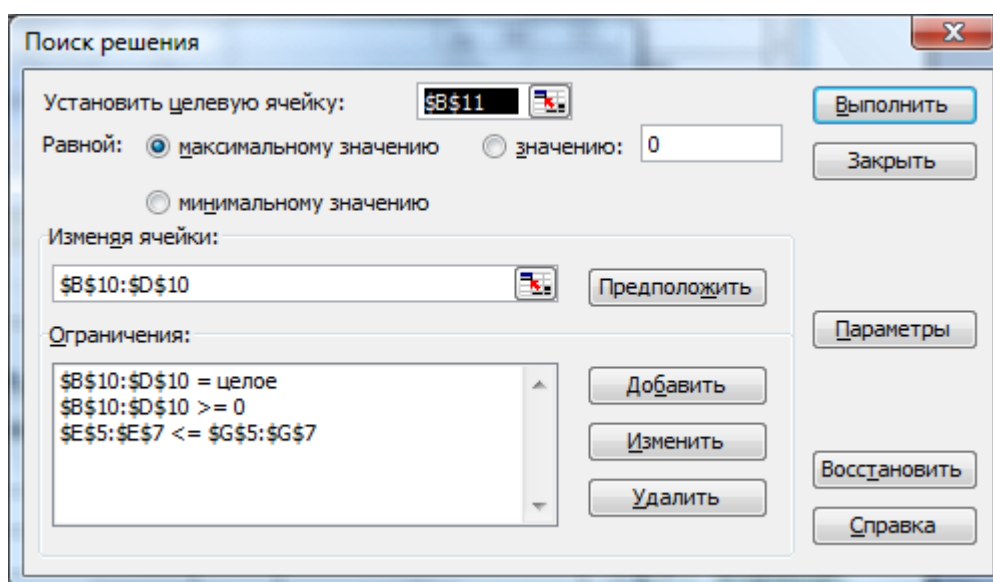 Поиск решения
Установить целевую ячейку: $B$11
Выполнить
Равной: максимальному значению значению: 0
Закрыть
минимальному значению
Изменяя ячейки:
$B$10:$D$10
Предположить
Ограничения:
Параметры
$B$10:$D$10 = целое
$B$10:$D$10 >= 0
$E$5:$E$7 <= $G$5:$G$7
Добавить
Изменить
Удалить
Восстановить
Справка